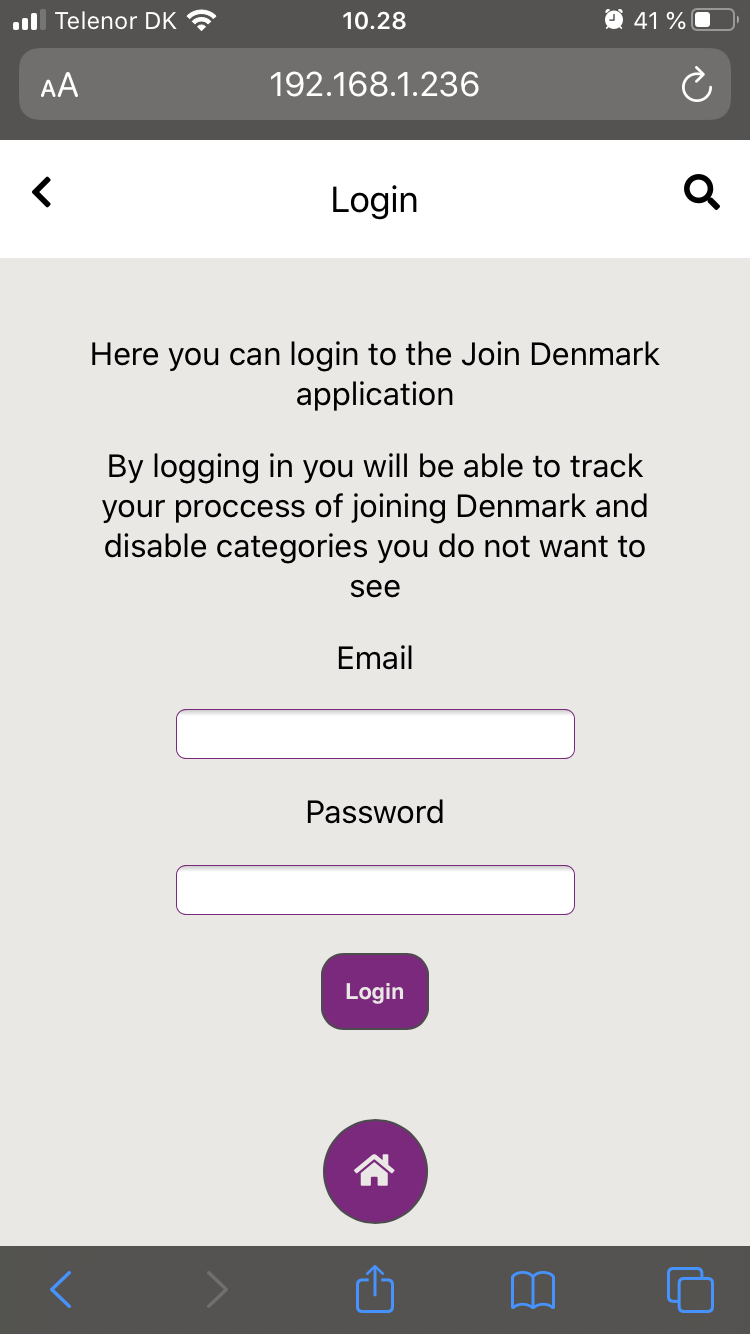 Telenor DK 10.28 41 %
AA 192.168.1.236
Login
Here you can login to the Join Denmark
application
By logging in you will be able to track
your proccess of joining Denmark and
disable categories you do not want to
see
Email
Password
Login